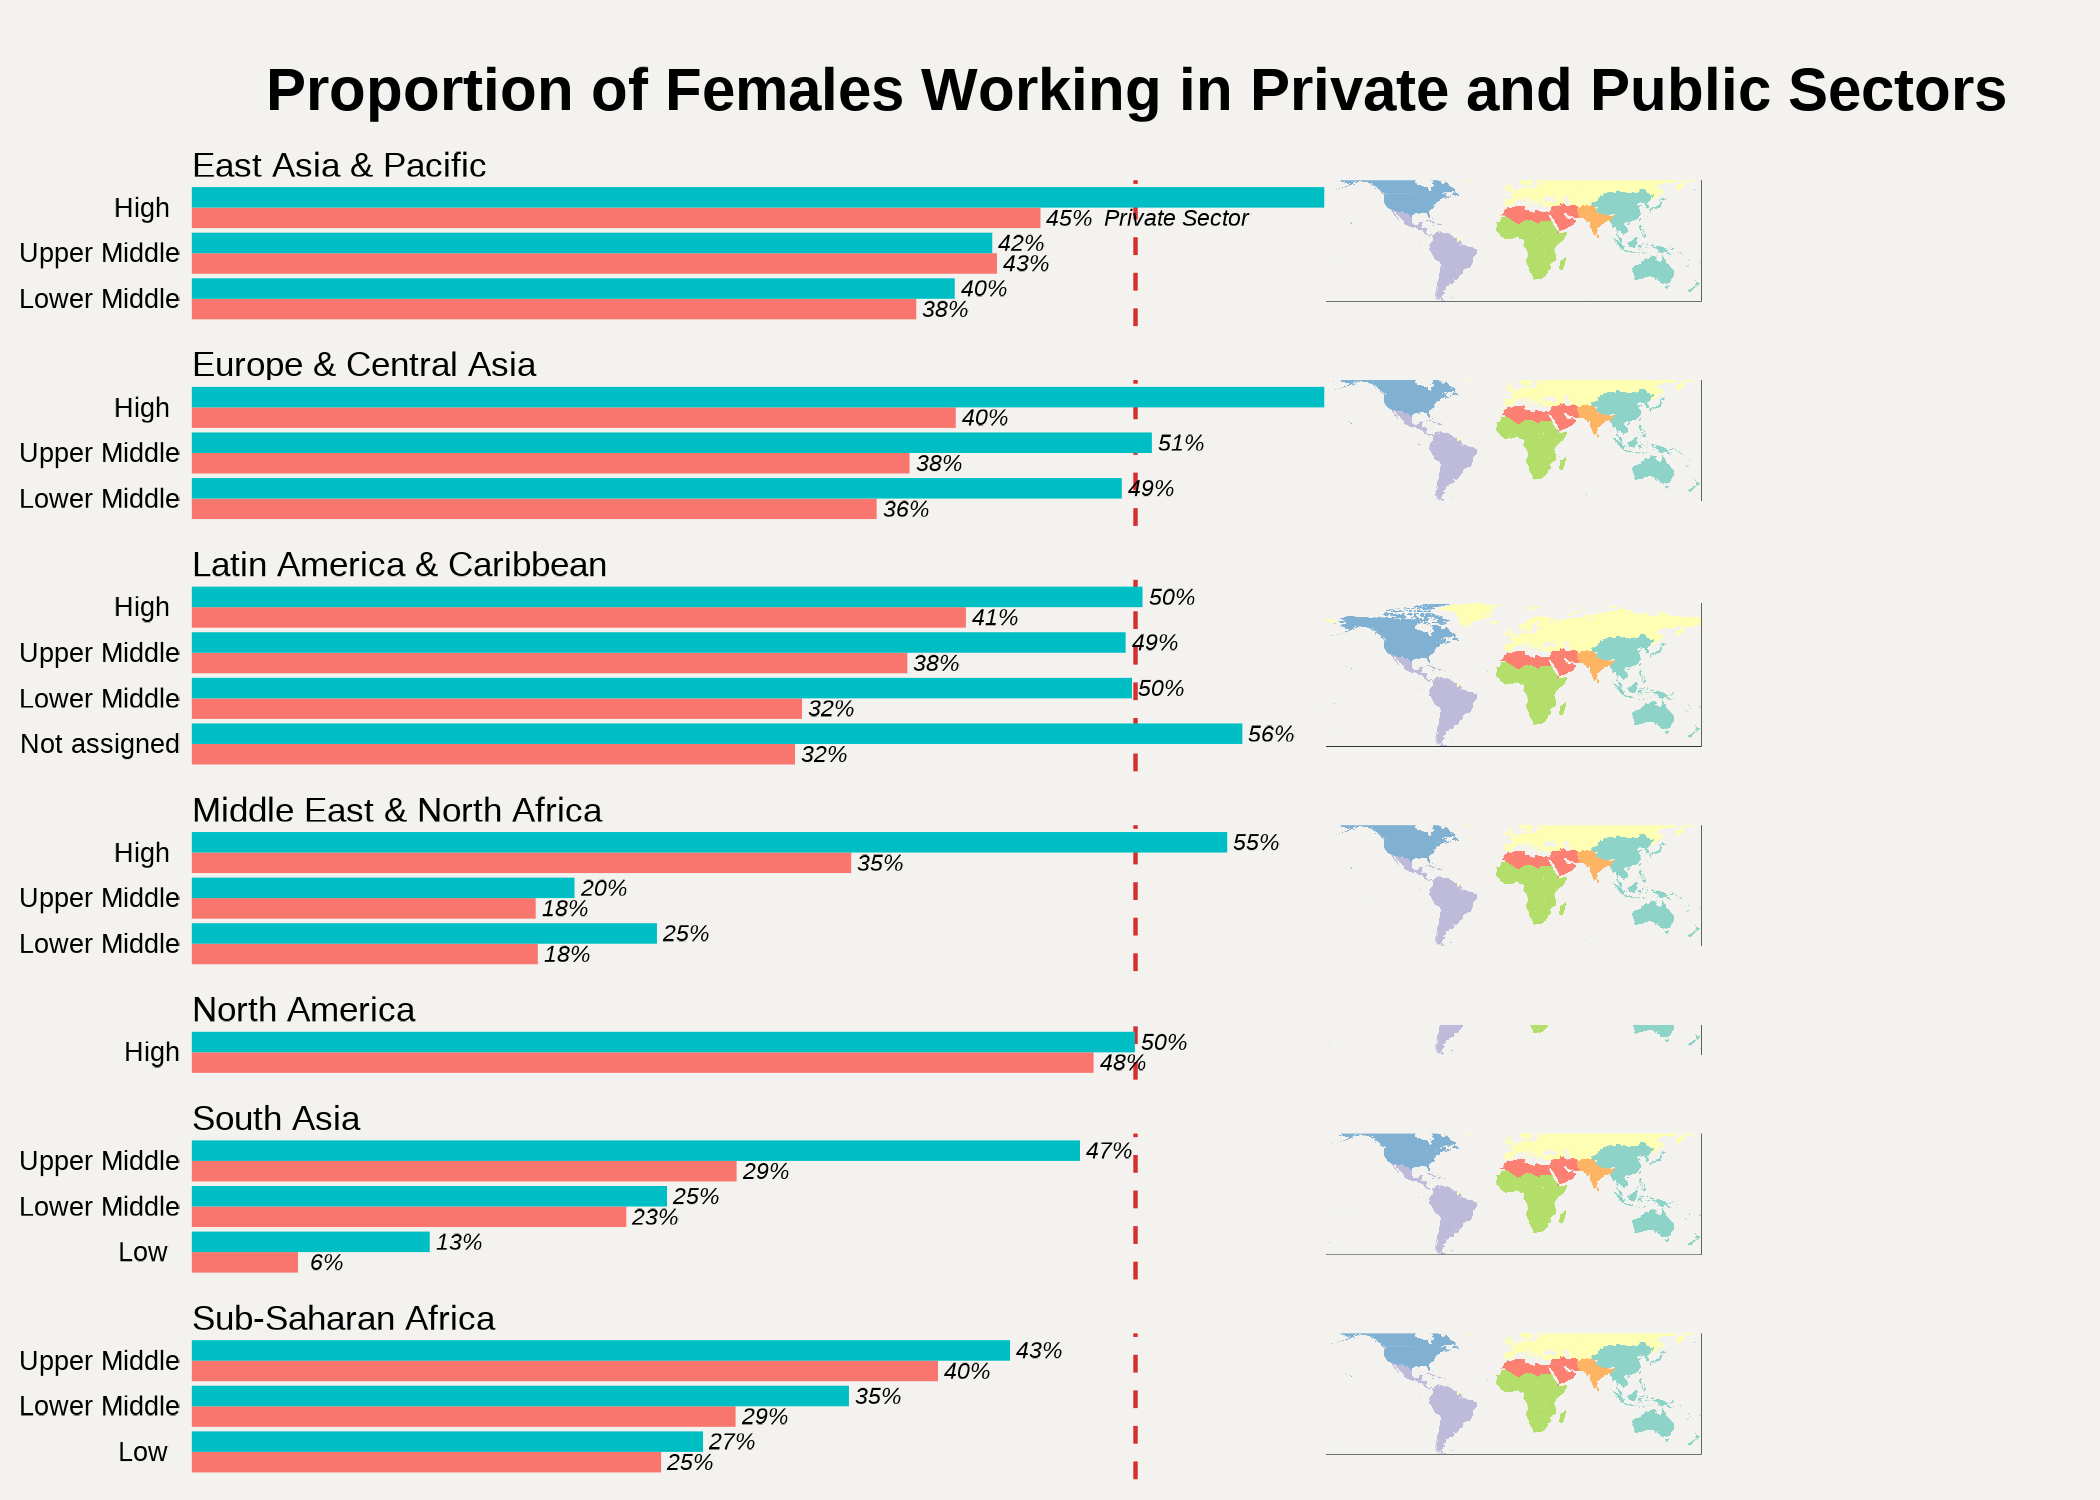 Proportion of Females Working in Private and Public Sectors
East Asia & Pacific
High
45% Private Sector
Upper Middle
42%
43%
Lower Middle
40%
38%
Europe & Central Asia
High
40%
Upper Middle
51%
38%
Lower Middle
49%
36%
Latin America & Caribbean
High
50%
41%
Upper Middle
49%
38%
Lower Middle
50%
32%
Not assigned
56%
32%
Middle East & North Africa
High
55%
35%
Upper Middle
20%
18%
Lower Middle
25%
18%
North America
High
50%
48%
South Asia
Upper Middle
47%
29%
Lower Middle
25%
23%
Low
13%
6%
Sub-Saharan Africa
Upper Middle
43%
40%
Lower Middle
35%
29%
Low
27%
25%